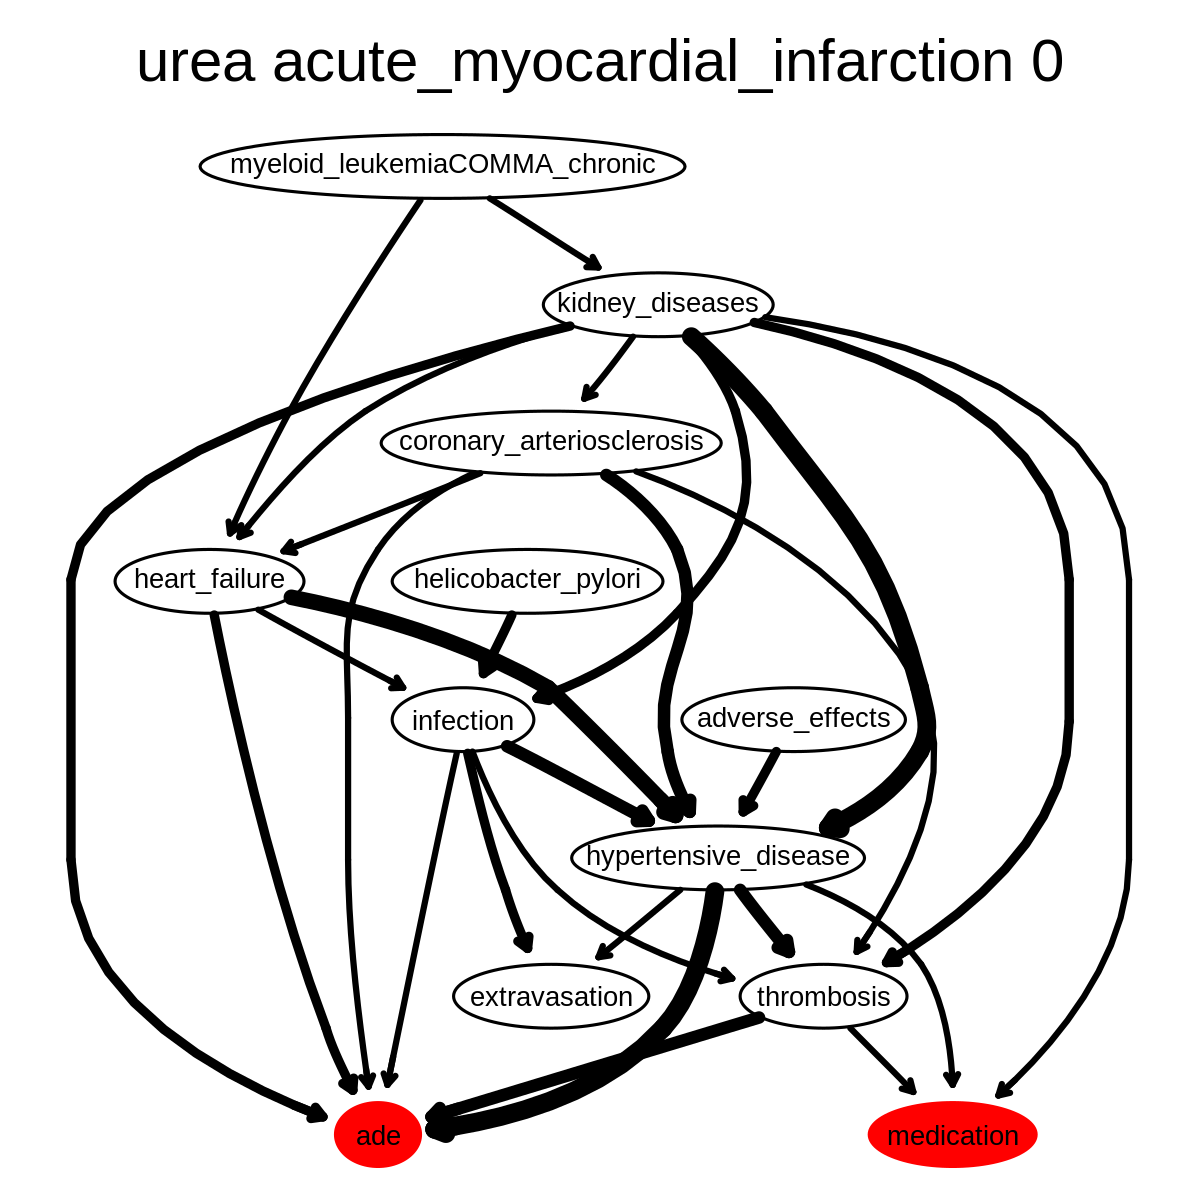 urea acute_myocardial_infarction 0
myeloid_leukemiaCOMMA_chronic
kidney_diseases
coronary_arteriosclerosis
heart_failure
helicobacter_pylori
infection
adverse_effects
hypertensive_disease
extravasation
thrombosis
ade
medication